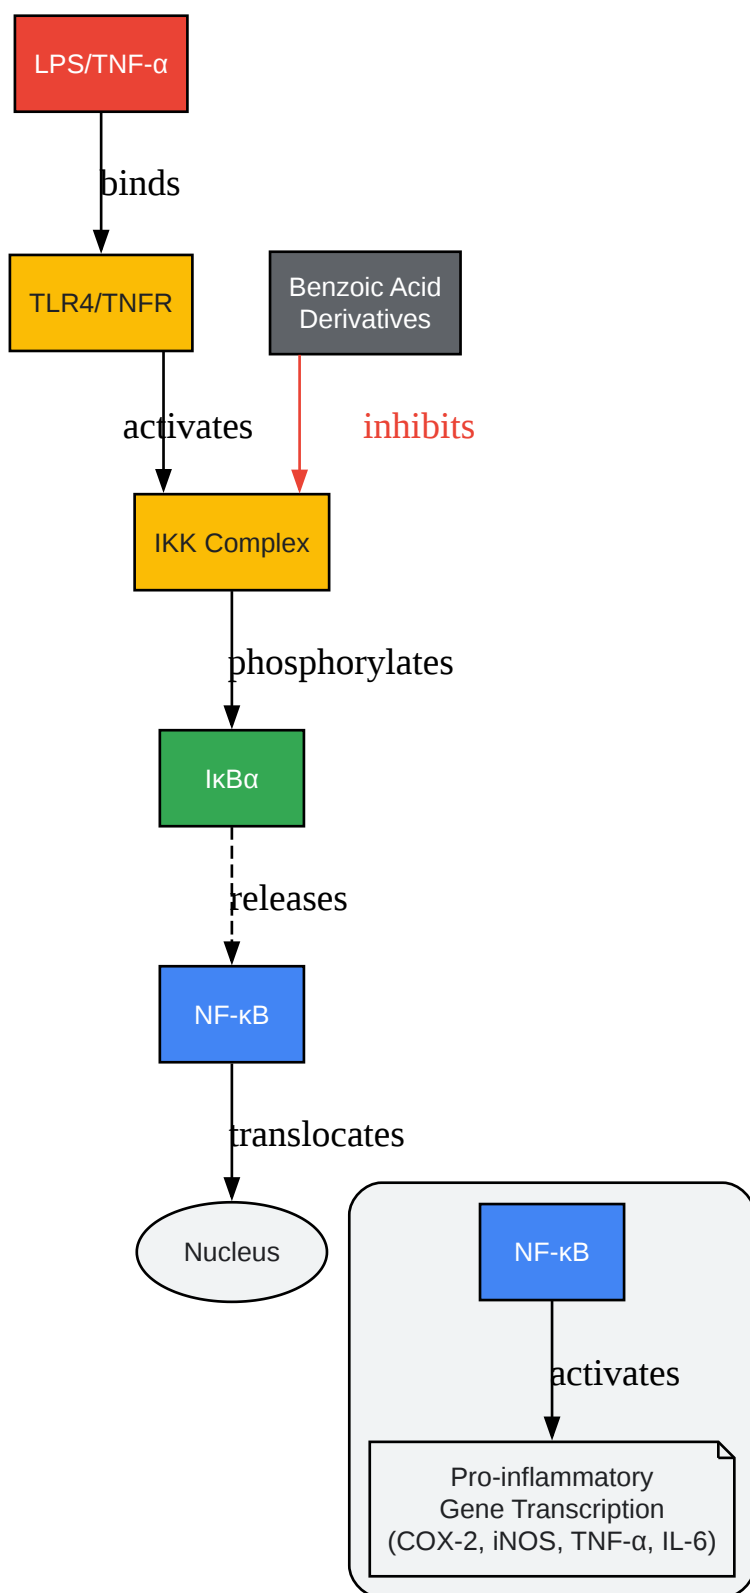 LPS/TNF-α
binds
TLR4/TNFR
Benzoic Acid
Derivatives
activates
inhibits
IKK Complex
phosphorylates
IκBα
releases
NF-κB
translocates
Nucleus
NF-κB
activates
Pro-inflammatory
Gene Transcription
(COX-2, iNOS, TNF-α, IL-6)